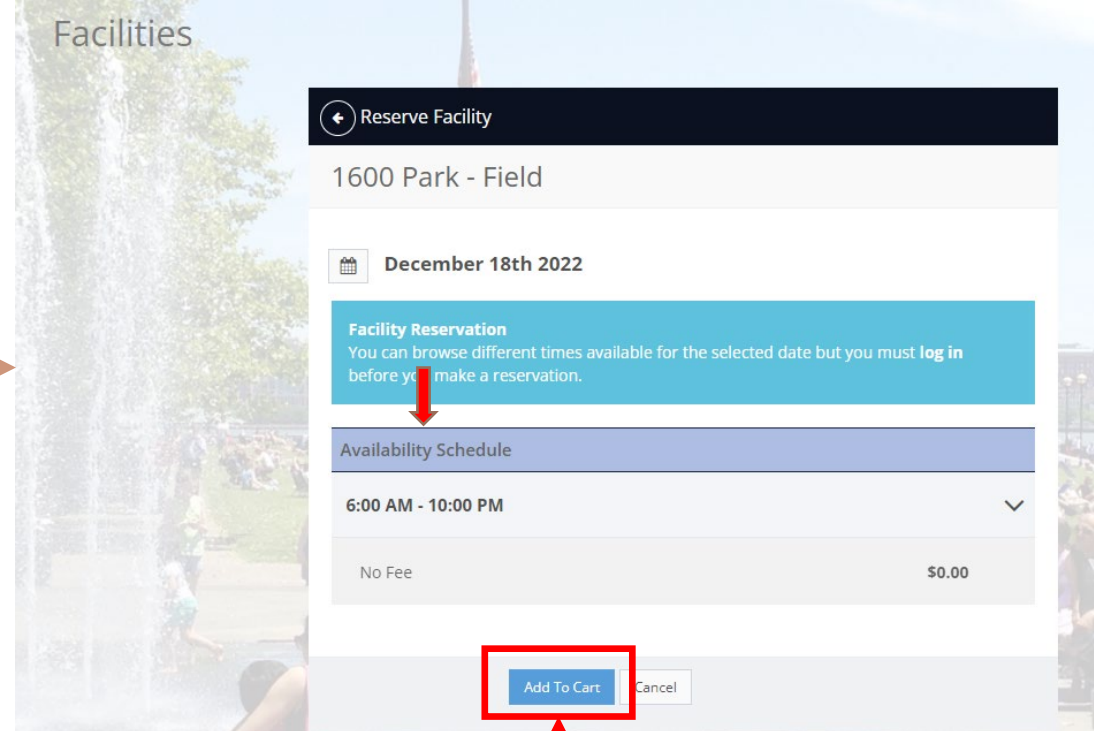 Facilities
Reserve Facility
1600 Park - Field
December 18th 2022
Facility Reservation
You can browse different times available for the selected date but you must log in
before you make a reservation.
Availability Schedule
6:00 AM - 10:00 PM
No Fee $0.00
Add To Cart Cancel